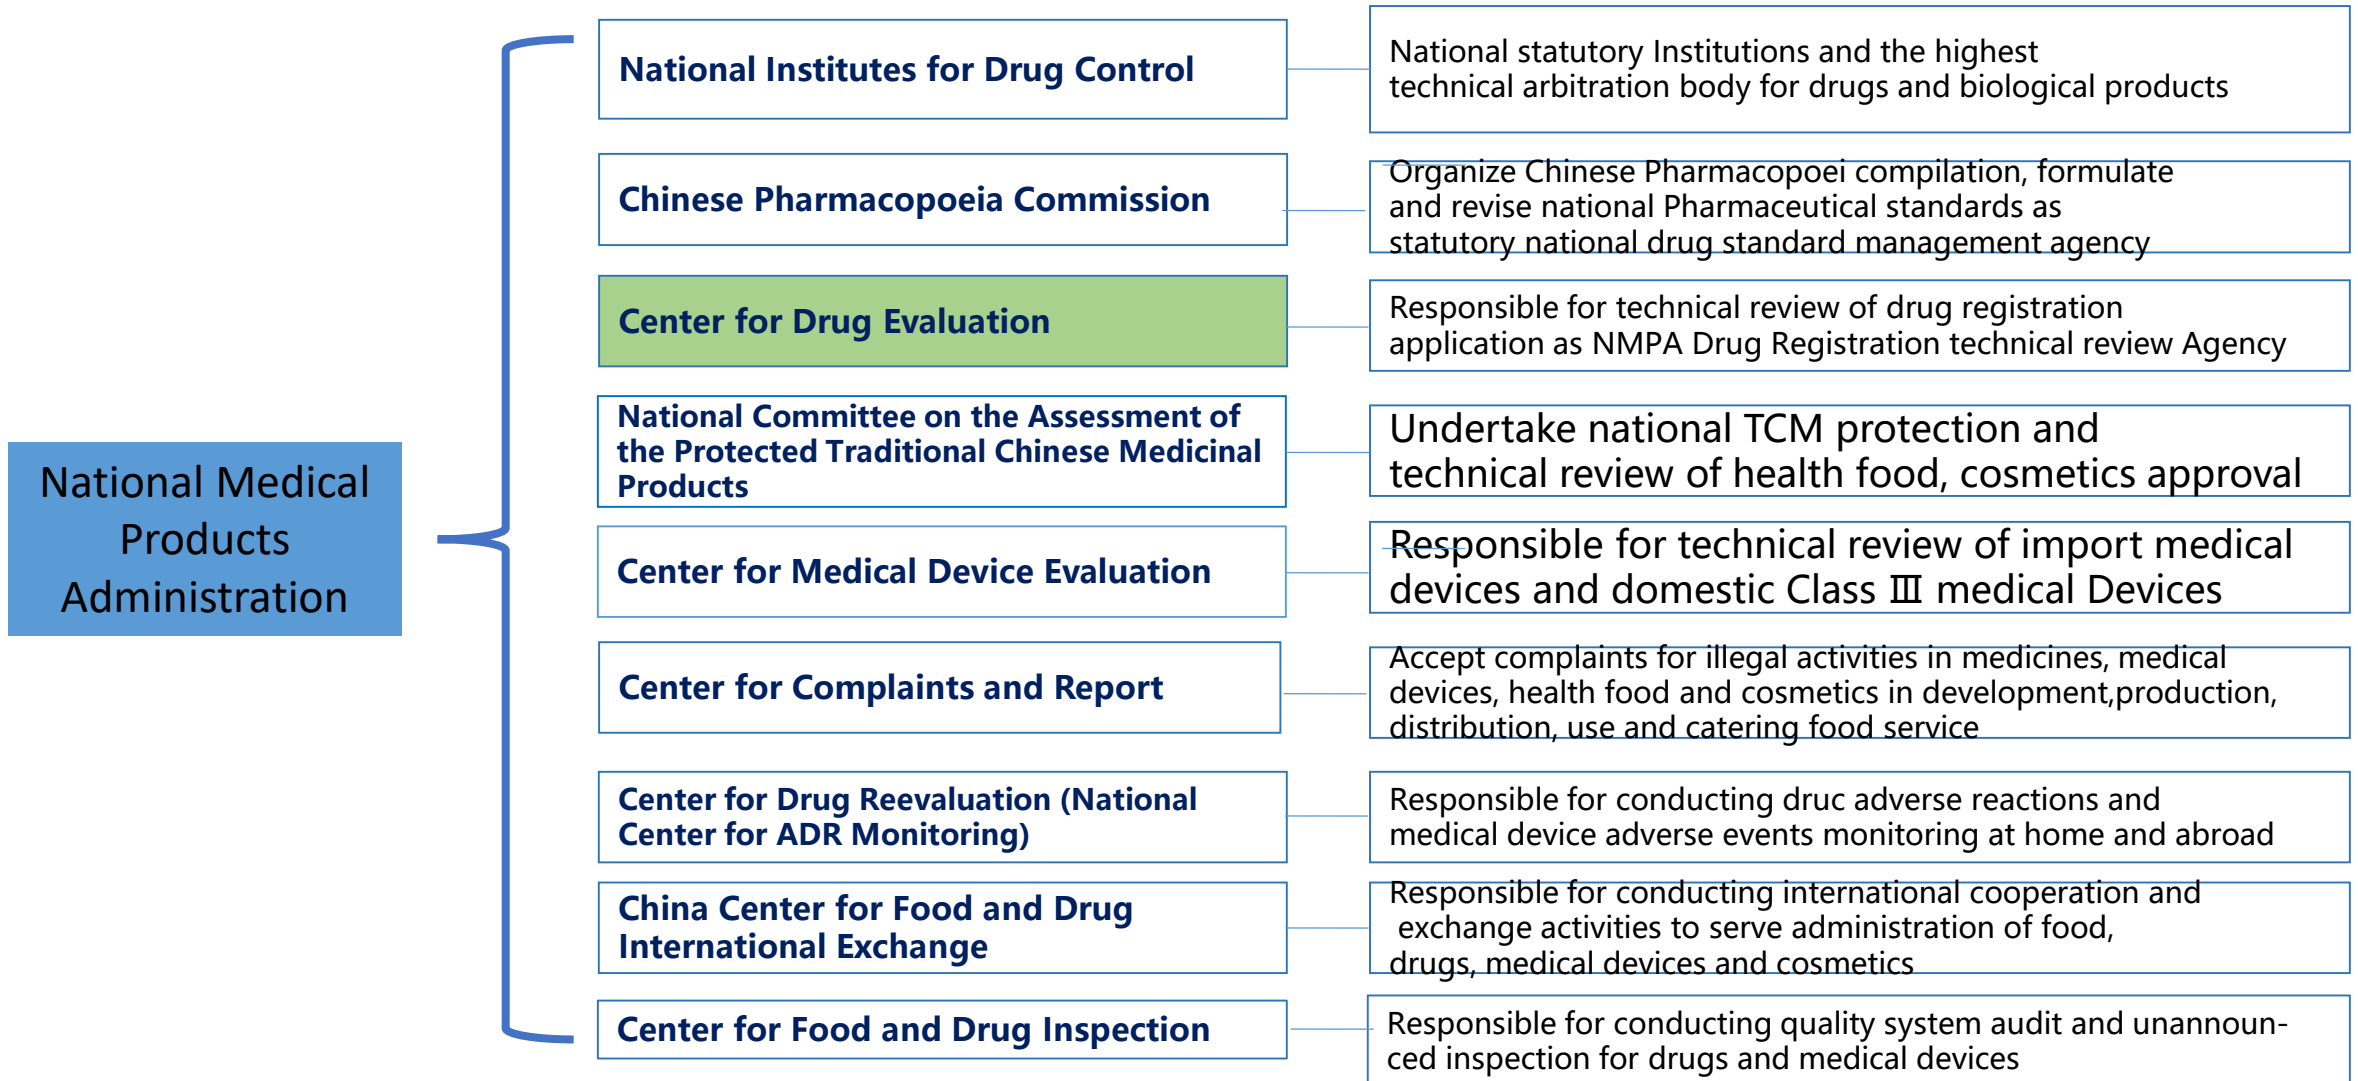 National Medical
Products
Administration
National Institutes for Drug Control
National statutory Institutions and the highest
technical arbitration body for drugs and biological products
Chinese Pharmacopoeia Commission
Organize Chinese Pharmacopoei compilation, formulate
and revise national Pharmaceutical standards as
statutory national drug standard management agency
Center for Drug Evaluation
Responsible for technical review of drug registration
application as NMPA Drug Registration technical review Agency
National Committee on the Assessment of
the Protected Traditional Chinese Medicinal
Products
Undertake national TCM protection and
technical review of health food, cosmetics approval
Center for Medical Device Evaluation
Responsible for technical review of import medical
devices and domestic Class Ⅲ medical Devices
Center for Complaints and Report
Accept complaints for illegal activities in medicines, medical
devices, health food and cosmetics in development,production,
distribution, use and catering food service
Center for Drug Reevaluation (National
Center for ADR Monitoring)
Responsible for conducting druc adverse reactions and
medical device adverse events monitoring at home and abroad
China Center for Food and Drug
International Exchange
Responsible for conducting international cooperation and
exchange activities to serve administration of food,
drugs, medical devices and cosmetics
Center for Food and Drug Inspection
Responsible for conducting quality system audit and unannoun-
ced inspection for drugs and medical devices